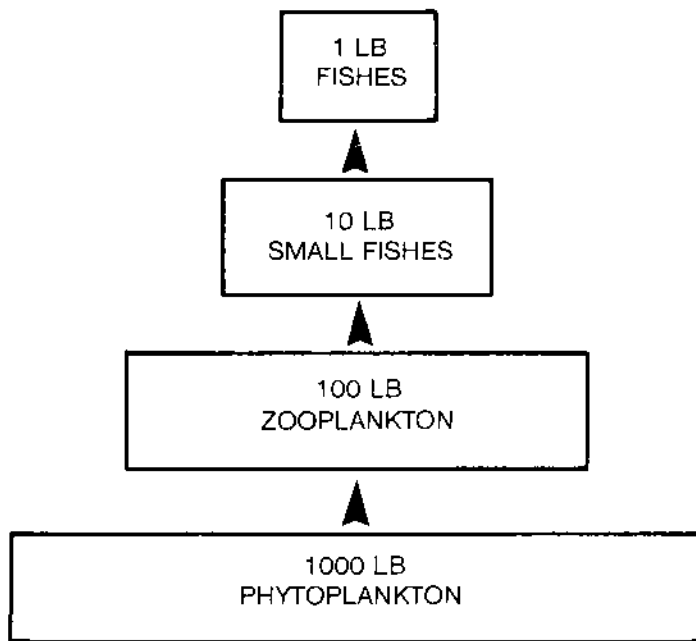 1 LB
FISHES
10 LB
SMALL FISHES
100 LB
ZOOPLANKTON
1000 LB
PHYTOPLANKTON